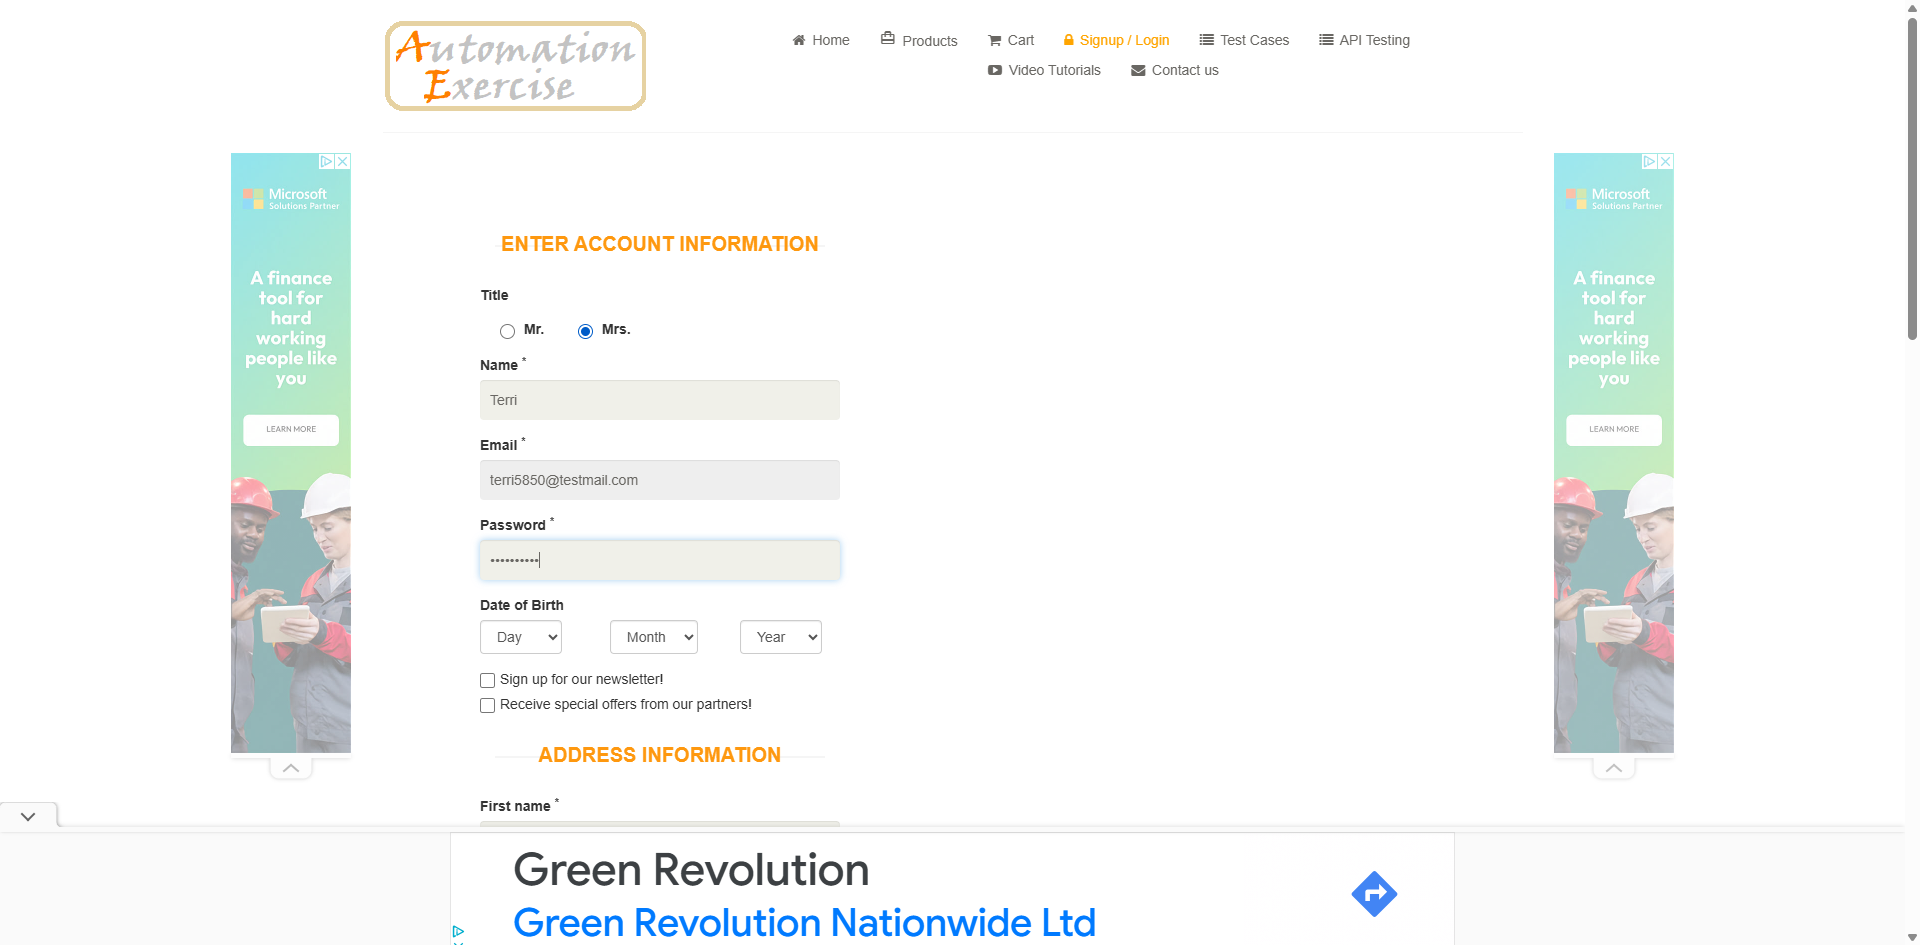 Automation
Exercise
Home
Products
Cart
Signup / Login
Test Cases
API Testing
Video Tutorials
Contact us
Microsoft
Solutions Partner
A finance
tool for
hard
working
people like
you
LEARN MORE
ENTER ACCOUNT INFORMATION
Title
Mr.
Mrs.
Name *
Terri
Email *
terri5850@testmail.com
Password *
••••••••••
Date of Birth
Day
Month
Year
Sign up for our newsletter!
Receive special offers from our partners!
ADDRESS INFORMATION
First name *
Microsoft
Solutions Partner
A finance
tool for
hard
working
people like
you
LEARN MORE
Green Revolution
Green Revolution Nationwide Ltd